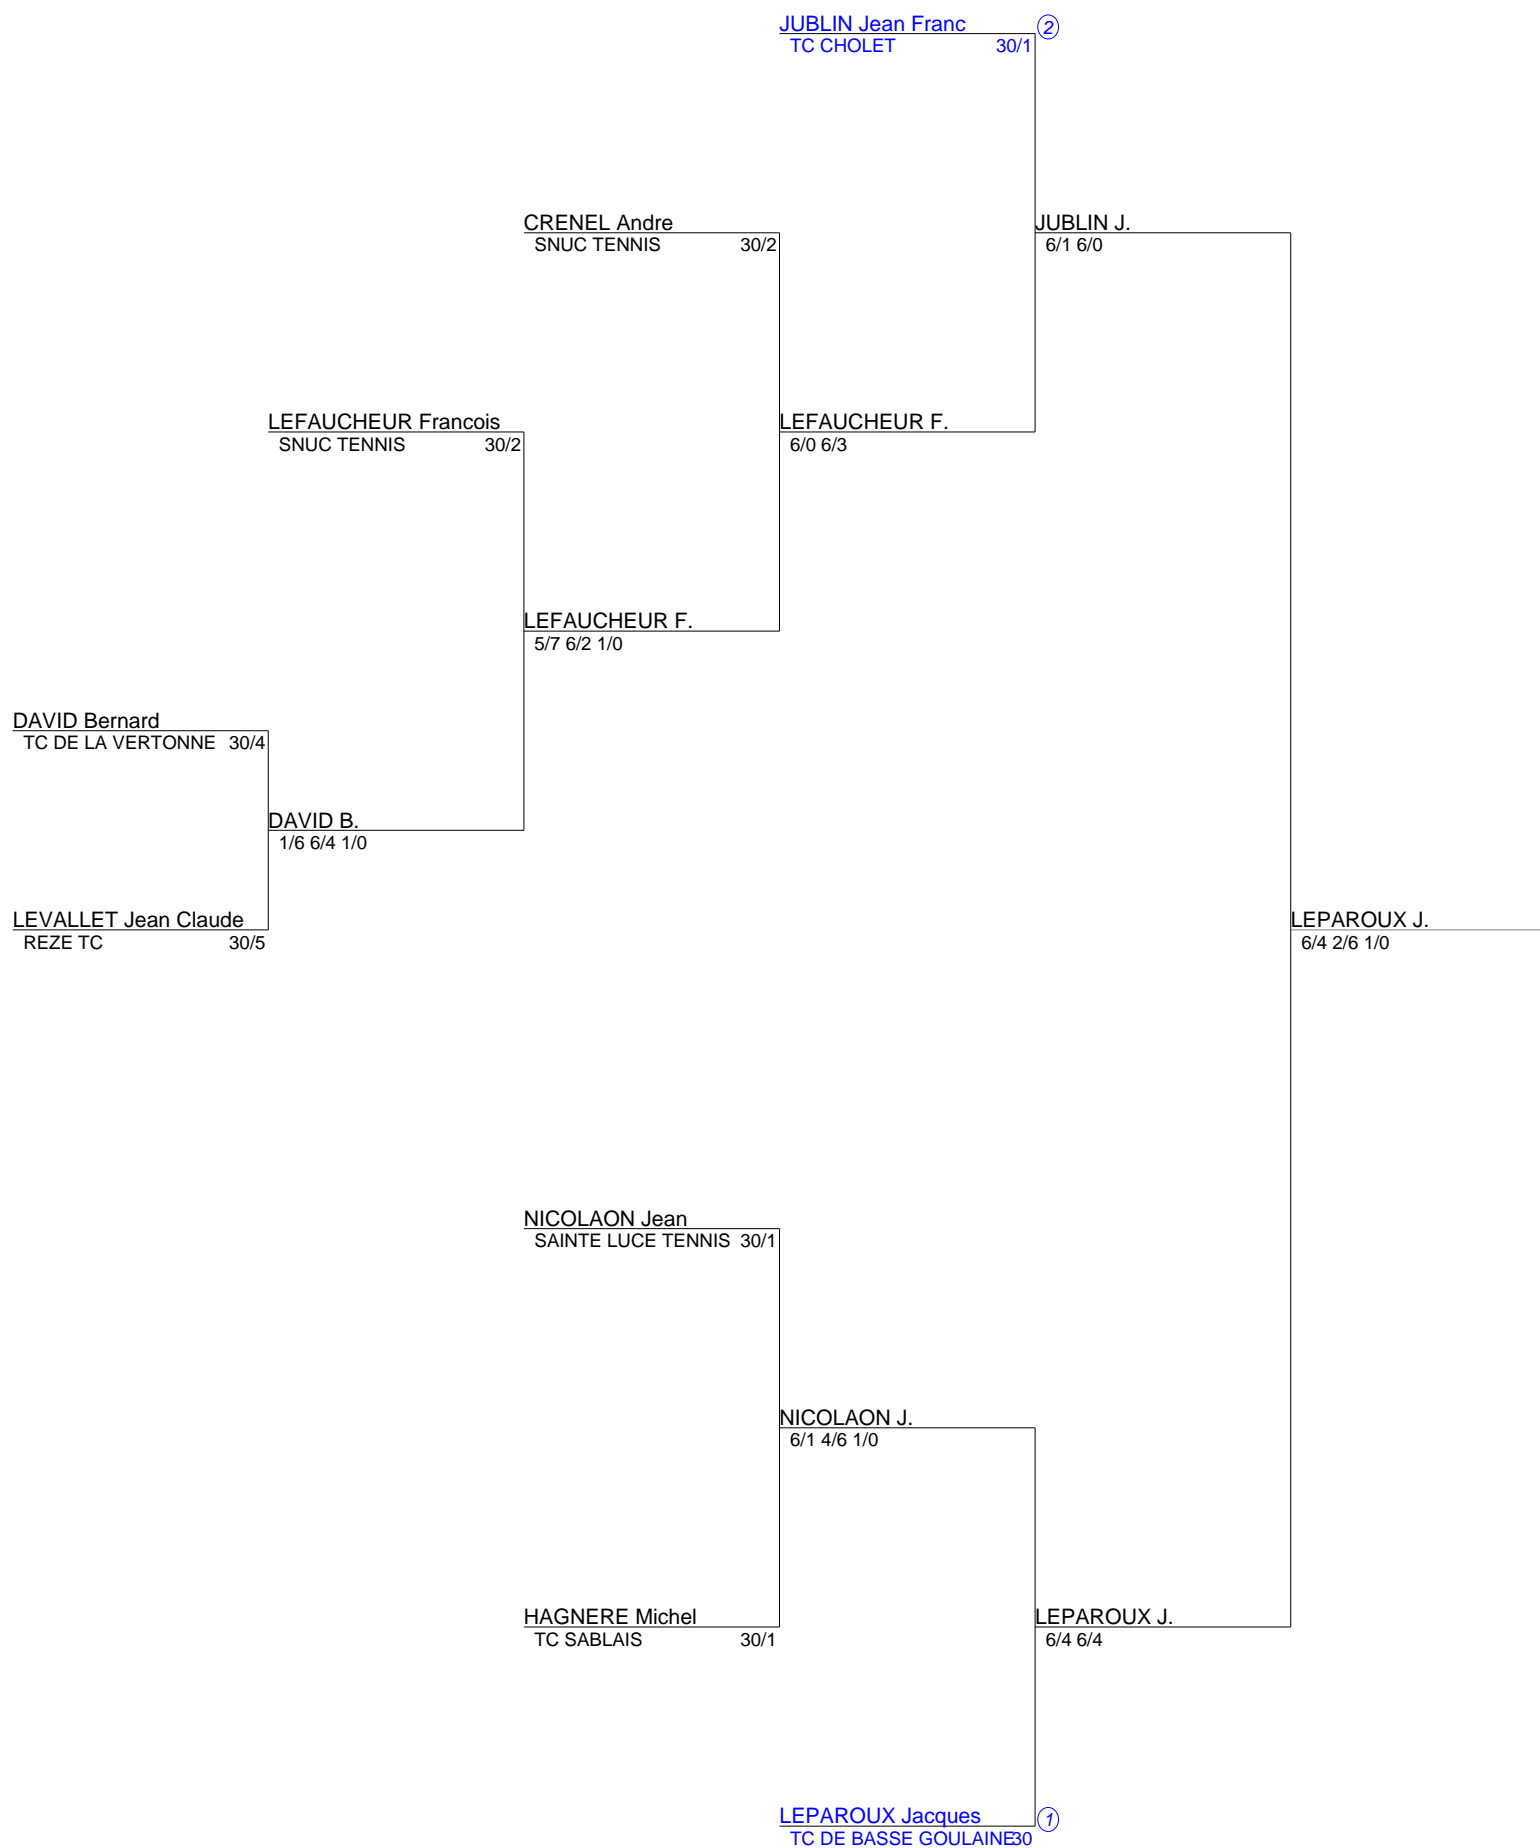 JUBLIN Jean Franc 2
TC CHOLET 30/1
CRENEL Andre
SNUC TENNIS 30/2
JUBLIN J.
6/1 6/0
LEFAUCHEUR Francois
SNUC TENNIS 30/2
LEFAUCHEUR F.
6/0 6/3
LEFAUCHEUR F.
5/7 6/2 1/0
DAVID Bernard
TC DE LA VERTONNE 30/4
DAVID B.
1/6 6/4 1/0
LEVALLET Jean Claude
REZE TC 30/5
LEPAROUX J.
6/4 2/6 1/0
NICOLAON Jean
SAINTE LUCE TENNIS 30/1
NICOLAON J.
6/1 4/6 1/0
HAGNERE Michel
TC SABLAIS 30/1
LEPAROUX J.
6/4 6/4
LEPAROUX Jacques 1
TC DE BASSE GOULAINE30